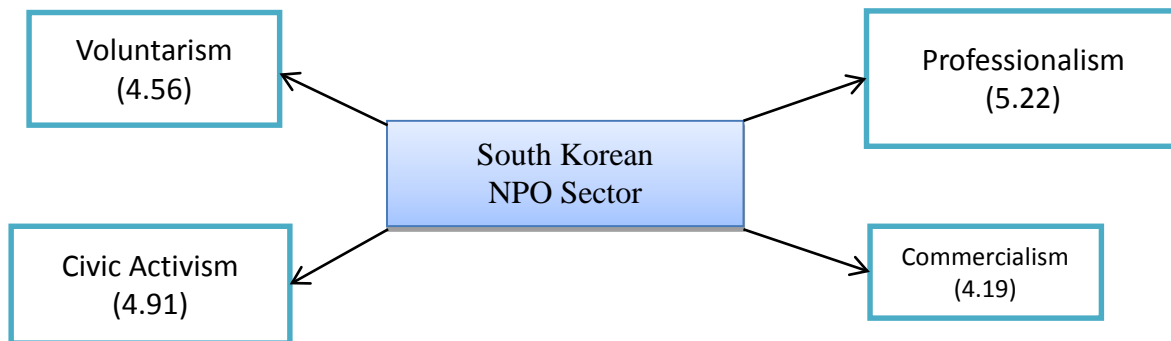 Voluntarism
(4.56)
Professionalism
(5.22)
South Korean
NPO Sector
Civic Activism
(4.91)
Commercialism
(4.19)